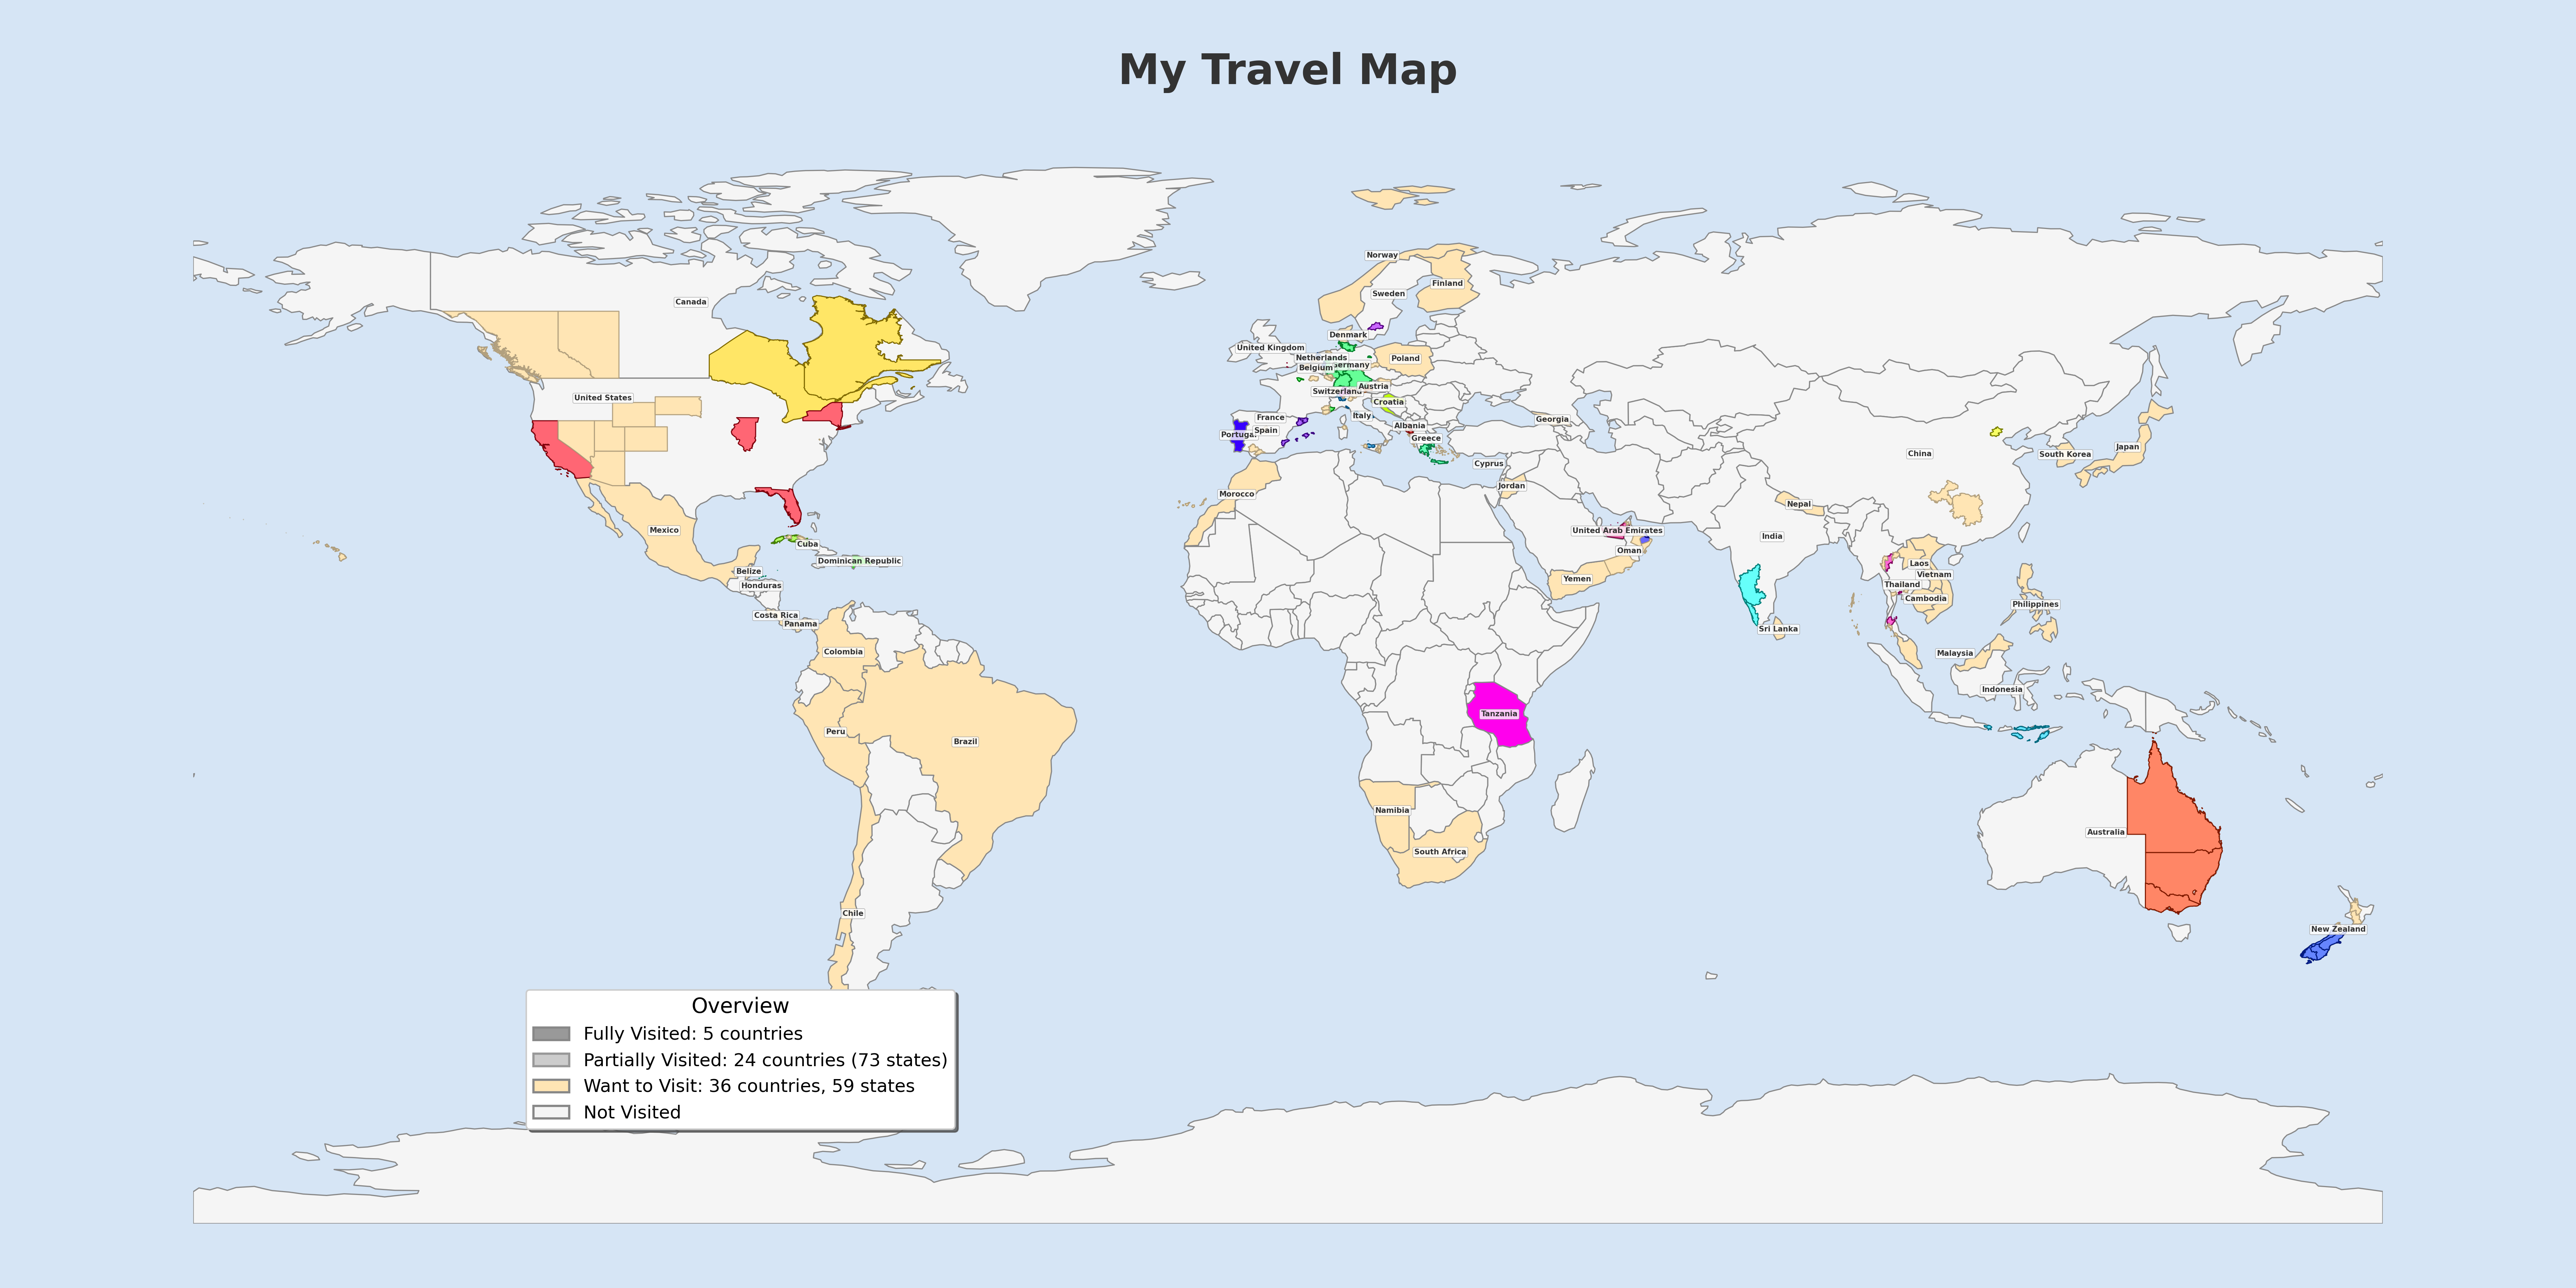 My Travel Map
Norway
Finland
Sweden
Canada
Denmark
United Kingdom
Netherlands
Poland
Germany
Belgium
Austria
Switzerland
United States
Croatia
Italy
France
Georgia
Albania
Spain
Portugal
Greece
Japan
China
South Korea
Cyprus
Jordan
Morocco
Nepal
Mexico
United Arab Emirates
India
Cuba
Oman
Dominican Republic
Laos
Belize
Vietnam
Yemen
Thailand
Honduras
Cambodia
Philippines
Costa Rica
Panama
Sri Lanka
Colombia
Malaysia
Indonesia
Tanzania
Peru
Brazil
Namibia
Australia
South Africa
Chile
New Zealand
Overview
Fully Visited: 5 countries
Partially Visited: 24 countries (73 states)
Want to Visit: 36 countries, 59 states
Not Visited